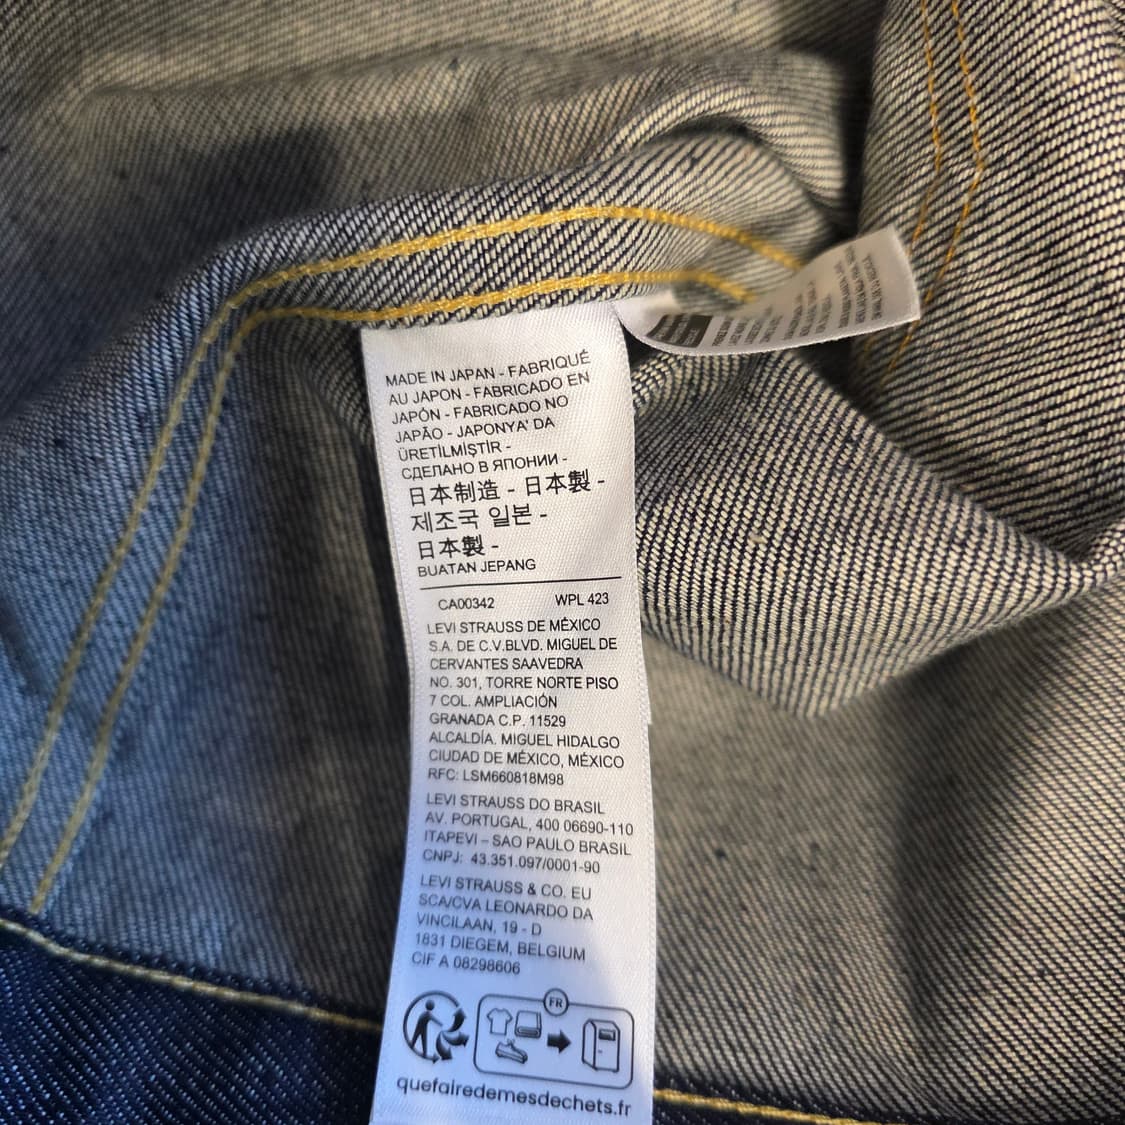 MADE IN JAPAN - FABRIQUÉ
AU JAPON - FABRICADO EN
JAPÓN - FABRICADO NO
JAPÃO - JAPONYA' DA
ÜRETİLMİŞTİR -
СДЕЛАНО В ЯПОНИИ -
日本制造 - 日本製 -
제조국 일본 -
日本製 -
BUATAN JEPANG
CA00342 WPL 423
LEVI STRAUSS DE MÉXICO
S.A. DE C.V.BLVD. MIGUEL DE
CERVANTES SAAVEDRA
NO. 301, TORRE NORTE PISO
7 COL. AMPLIACIÓN
GRANADA C.P. 11529
ALCALDÍA. MIGUEL HIDALGO
CIUDAD DE MÉXICO, MÉXICO
RFC: LSM660818M98
LEVI STRAUSS DO BRASIL
AV. PORTUGAL, 400 06690-110
ITAPEVI – SAO PAULO BRASIL
CNPJ: 43.351.097/0001-90
LEVI STRAUSS & CO. EU
SCA/CVA LEONARDO DA
VINCILAAN, 19 - D
1831 DIEGEM, BELGIUM
CIF A 08298606
FR
quefairedemesdechets.fr